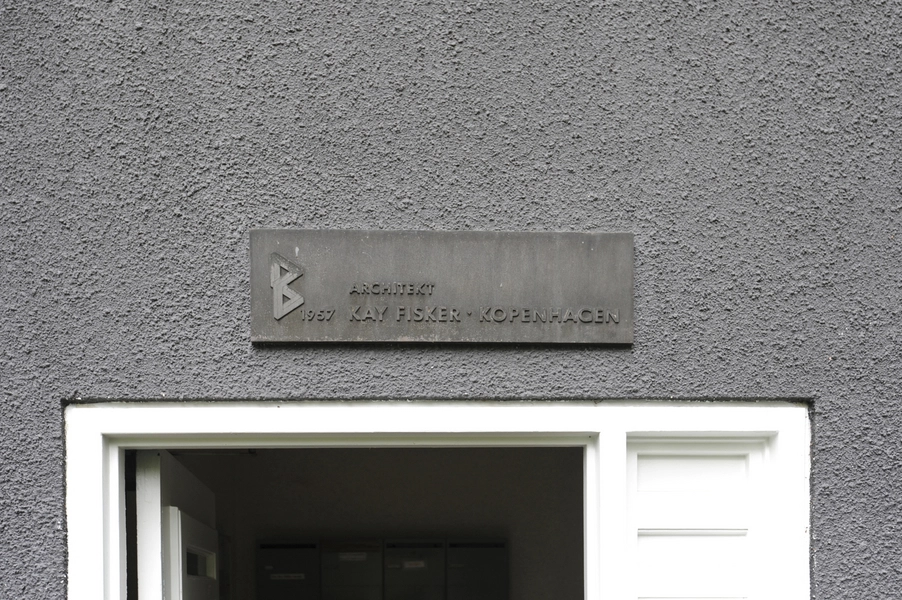 B
1957
ARCHITEKT
KAY FISKER · KOPENHAGEN